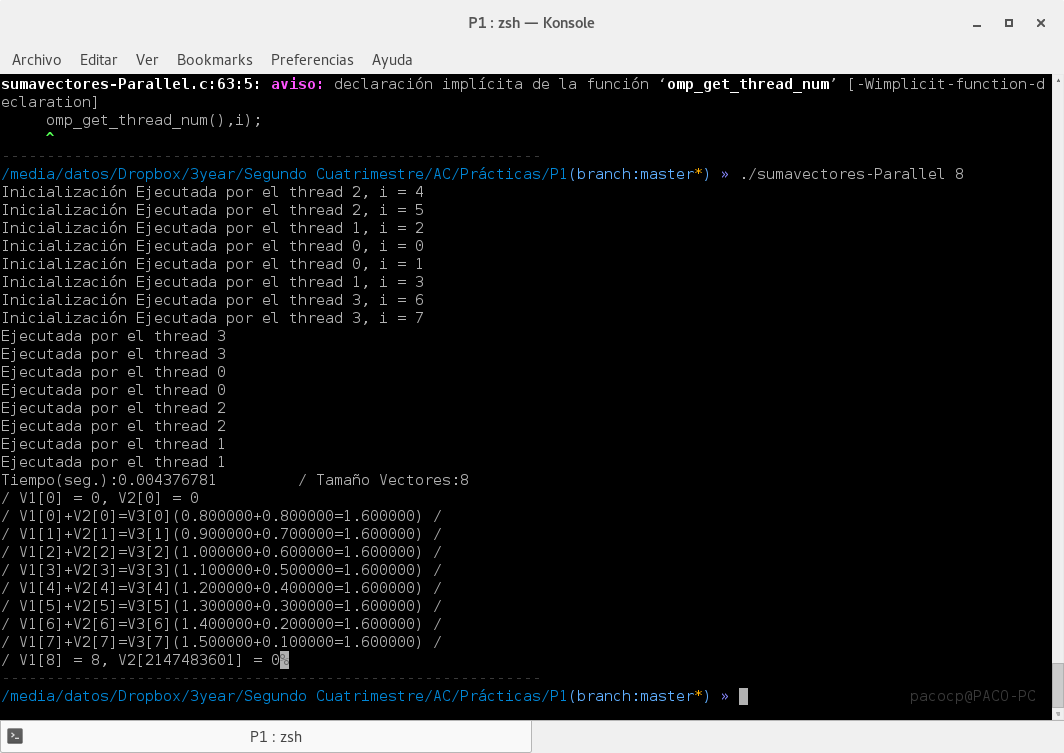 P1 : zsh — Konsole
Archivo Editar Ver Bookmarks Preferencias Ayuda
sumavectores-Parallel.c:63:5: aviso: declaración implícita de la función ‘omp_get_thread_num’ [-Wimplicit-function-d
eclaration]
omp_get_thread_num(),i);
^
------------------------------------------------------------
/media/datos/Dropbox/3year/Segundo Cuatrimestre/AC/Prácticas/P1(branch:master*) » ./sumavectores-Parallel 8
Inicialización Ejecutada por el thread 2, i = 4
Inicialización Ejecutada por el thread 2, i = 5
Inicialización Ejecutada por el thread 1, i = 2
Inicialización Ejecutada por el thread 0, i = 0
Inicialización Ejecutada por el thread 0, i = 1
Inicialización Ejecutada por el thread 1, i = 3
Inicialización Ejecutada por el thread 3, i = 6
Inicialización Ejecutada por el thread 3, i = 7
Ejecutada por el thread 3
Ejecutada por el thread 3
Ejecutada por el thread 0
Ejecutada por el thread 0
Ejecutada por el thread 2
Ejecutada por el thread 2
Ejecutada por el thread 1
Ejecutada por el thread 1
Tiempo(seg.):0.004376781 / Tamaño Vectores:8
/ V1[0] = 0, V2[0] = 0
/ V1[0]+V2[0]=V3[0](0.800000+0.800000=1.600000) /
/ V1[1]+V2[1]=V3[1](0.900000+0.700000=1.600000) /
/ V1[2]+V2[2]=V3[2](1.000000+0.600000=1.600000) /
/ V1[3]+V2[3]=V3[3](1.100000+0.500000=1.600000) /
/ V1[4]+V2[4]=V3[4](1.200000+0.400000=1.600000) /
/ V1[5]+V2[5]=V3[5](1.300000+0.300000=1.600000) /
/ V1[6]+V2[6]=V3[6](1.400000+0.200000=1.600000) /
/ V1[7]+V2[7]=V3[7](1.500000+0.100000=1.600000) /
/ V1[8] = 8, V2[2147483601] = 0%
------------------------------------------------------------
/media/datos/Dropbox/3year/Segundo Cuatrimestre/AC/Prácticas/P1(branch:master*) » pacocp@PACO-PC
P1 : zsh